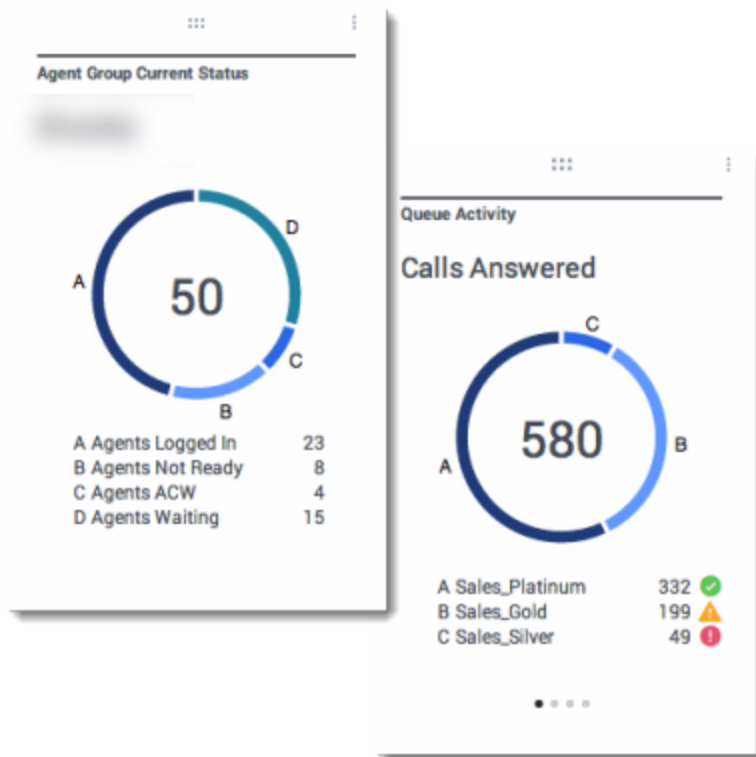 Agent Group Current Status
D
A
50
C
B
A Agents Logged In 23
B Agents Not Ready 8
C Agents ACW 4
D Agents Waiting 15
Queue Activity
Calls Answered
C
580
B
A
A Sales_Platinum 332
B Sales_Gold 199
C Sales_Silver 49